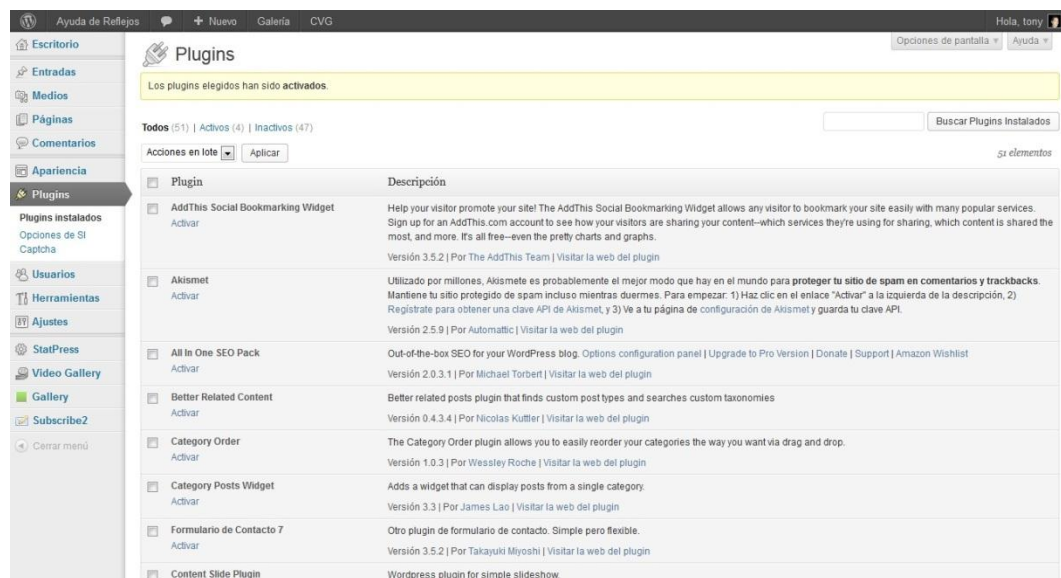 Ayuda de Reflejos + Nuevo Galería CVG Hola, tony
Opciones de pantalla Ayuda
Escritorio
Entradas
Medios
Páginas
Comentarios
Apariencia
Plugins
Plugins instalados
Opciones de SI
Captcha
Usuarios
Herramientas
Ajustes
StatPress
Video Gallery
Gallery
Subscribe2
Cerrar menú
Plugins
Los plugins elegidos han sido activados.
Todos (51) | Activos (4) | Inactivos (47)
Buscar Plugins Instalados
Acciones en lote Aplicar
51 elementos
Plugin Descripción
AddThis Social Bookmarking Widget
Activar
Help your visitor promote your site! The AddThis Social Bookmarking Widget allows any visitor to bookmark your site easily with many popular services.
Sign up for an AddThis.com account to see how your visitors are sharing your content--which services they're using for sharing, which content is shared the
most, and more. It's all free--even the pretty charts and graphs.
Versión 3.5.2 | Por The AddThis Team | Visitar la web del plugin
Akismet
Activar
Utilizado por millones, Akismete es probablemente el mejor modo que hay en el mundo para proteger tu sitio de spam en comentarios y trackbacks.
Mantiene tu sitio protegido de spam incluso mientras duermes. Para empezar: 1) Haz clic en el enlace "Activar" a la izquierda de la descripción, 2)
Regístrate para obtener una clave API de Akismet, y 3) Ve a tu página de configuración de Akismet y guarda tu clave API.
Versión 2.5.9 | Por Automattic | Visitar la web del plugin
All In One SEO Pack
Activar
Out-of-the-box SEO for your WordPress blog. Options configuration panel | Upgrade to Pro Version | Donate | Support | Amazon Wishlist
Versión 2.0.3.1 | Por Michael Torbert | Visitar la web del plugin
Better Related Content
Activar
Better related posts plugin that finds custom post types and searches custom taxonomies
Versión 0.4.3.4 | Por Nicolas Kuttler | Visitar la web del plugin
Category Order
Activar
The Category Order plugin allows you to easily reorder your categories the way you want via drag and drop.
Versión 1.0.3 | Por Wessley Roche | Visitar la web del plugin
Category Posts Widget
Activar
Adds a widget that can display posts from a single category.
Versión 3.3 | Por James Lao | Visitar la web del plugin
Formulario de Contacto 7
Activar
Otro plugin de formulario de contacto. Simple pero flexible.
Versión 3.5.2 | Por Takayuki Miyoshi | Visitar la web del plugin
Content Slide Plugin
Wordpress plugin for simple slideshow.